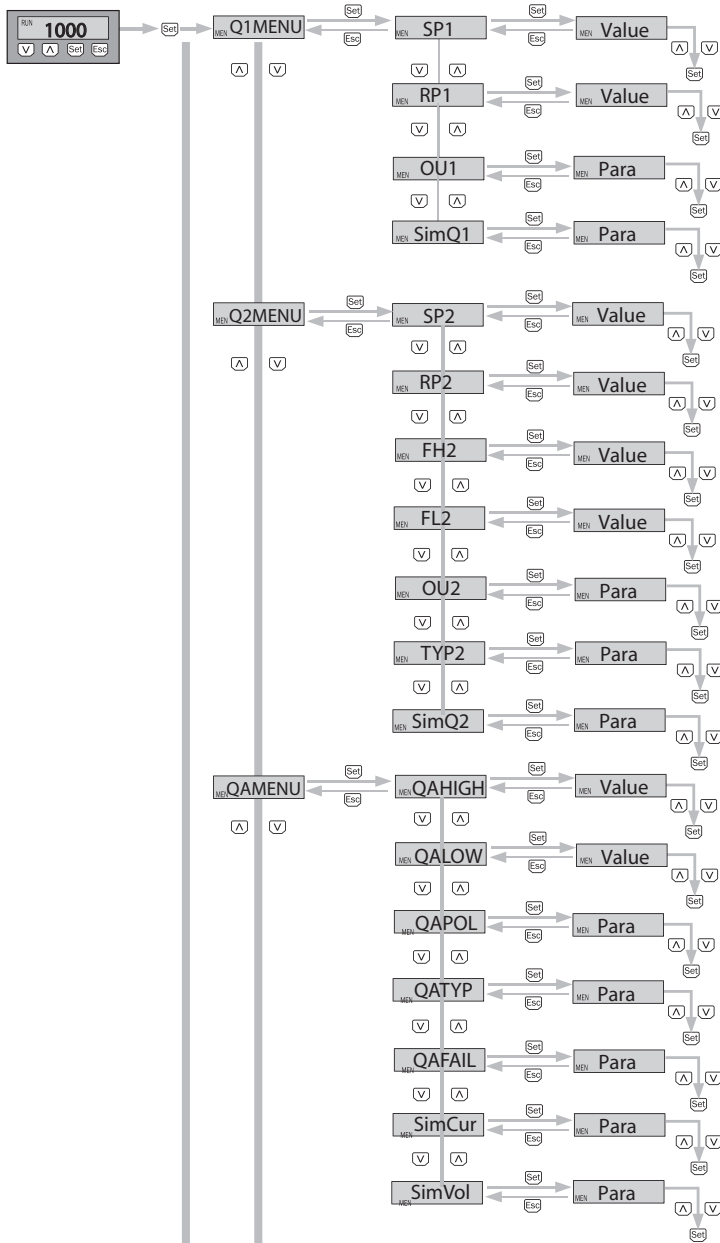 RUN 1000
V Λ Set Esc
Set
MEN Q1MENU Set Esc MEN SP1 Set Esc MEN Value
Λ V Set
Λ V
V Λ
MEN RP1 Set Esc MEN Value
Λ V Set
V Λ
MEN OU1 Set Esc MEN Para
Λ V Set
V Λ
MEN SimQ1 Set Esc MEN Para
Λ V Set
MEN Q2MENU Set Esc MEN SP2 Set Esc MEN Value
Λ V Set
Λ V
V Λ
MEN RP2 Set Esc MEN Value
Λ V Set
V Λ
MEN FH2 Set Esc MEN Value
Λ V Set
V Λ
MEN FL2 Set Esc MEN Value
Λ V Set
V Λ
MEN OU2 Set Esc MEN Para
Λ V Set
V Λ
MEN TYP2 Set Esc MEN Para
Λ V Set
V Λ
MEN SimQ2 Set Esc MEN Para
Λ V Set
MEN QAMENU Set Esc MEN QAHIGH Set Esc MEN Value
Λ V Set
Λ V
V Λ
MEN QALOW Set Esc MEN Value
Λ V Set
V Λ
MEN QAPOL Set Esc MEN Para
Λ V Set
V Λ
MEN QATYP Set Esc MEN Para
Λ V Set
V Λ
MEN QAFAIL Set Esc MEN Para
Λ V Set
V Λ
MEN SimCur Set Esc MEN Para
Λ V Set
V Λ
MEN SimVol Set Esc MEN Para
Λ V Set